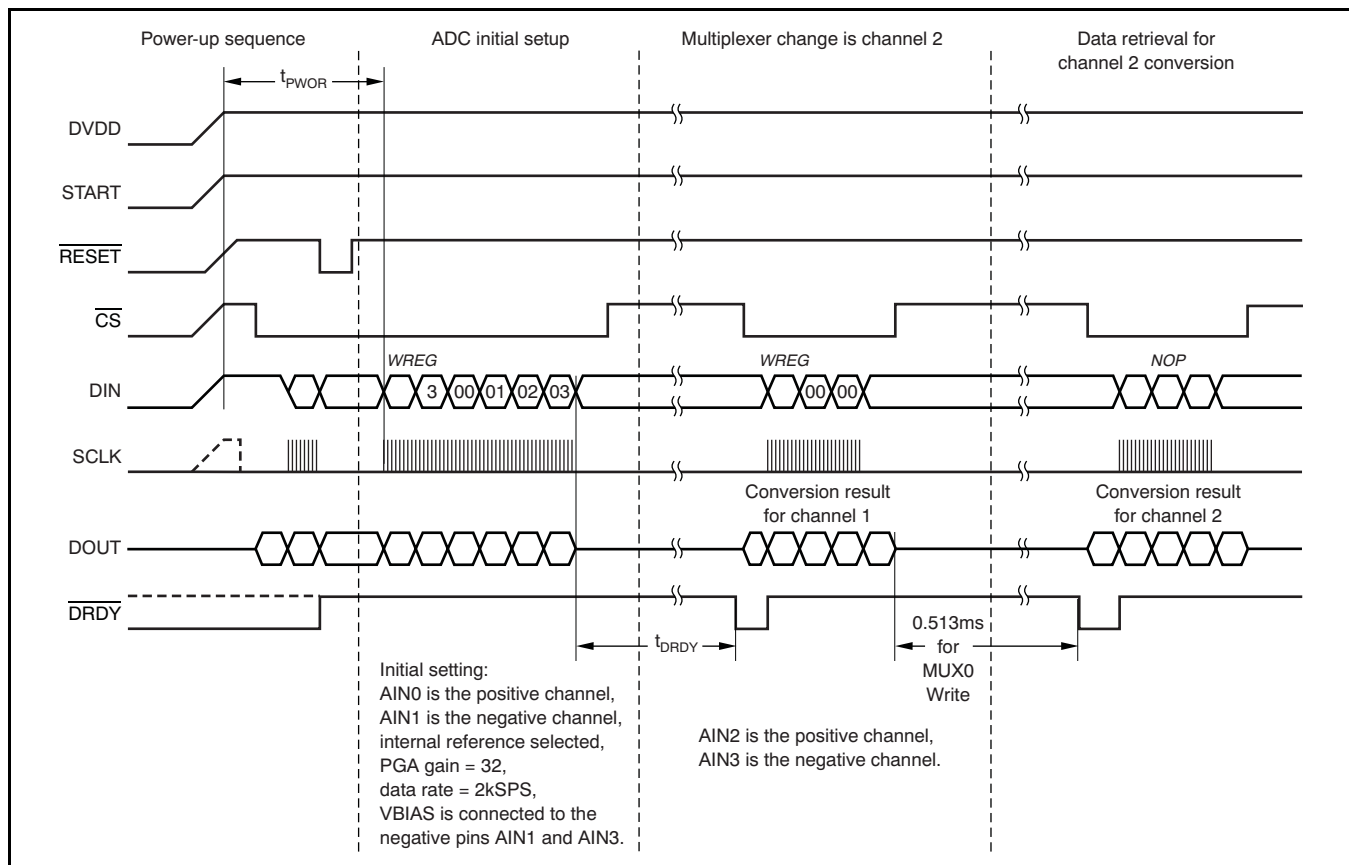 Power-up sequence
ADC initial setup
Multiplexer change is channel 2
Data retrieval for
channel 2 conversion
tPWOR
DVDD
START
RESET
CS
DIN
WREG
3
00
01
02
03
WREG
00
00
NOP
SCLK
Conversion result
for channel 1
Conversion result
for channel 2
DOUT
DRDY
tDRDY
0.513ms
for
MUX0
Write
Initial setting:
AIN0 is the positive channel,
AIN1 is the negative channel,
internal reference selected,
PGA gain = 32,
data rate = 2kSPS,
VBIAS is connected to the
negative pins AIN1 and AIN3.
AIN2 is the positive channel,
AIN3 is the negative channel.